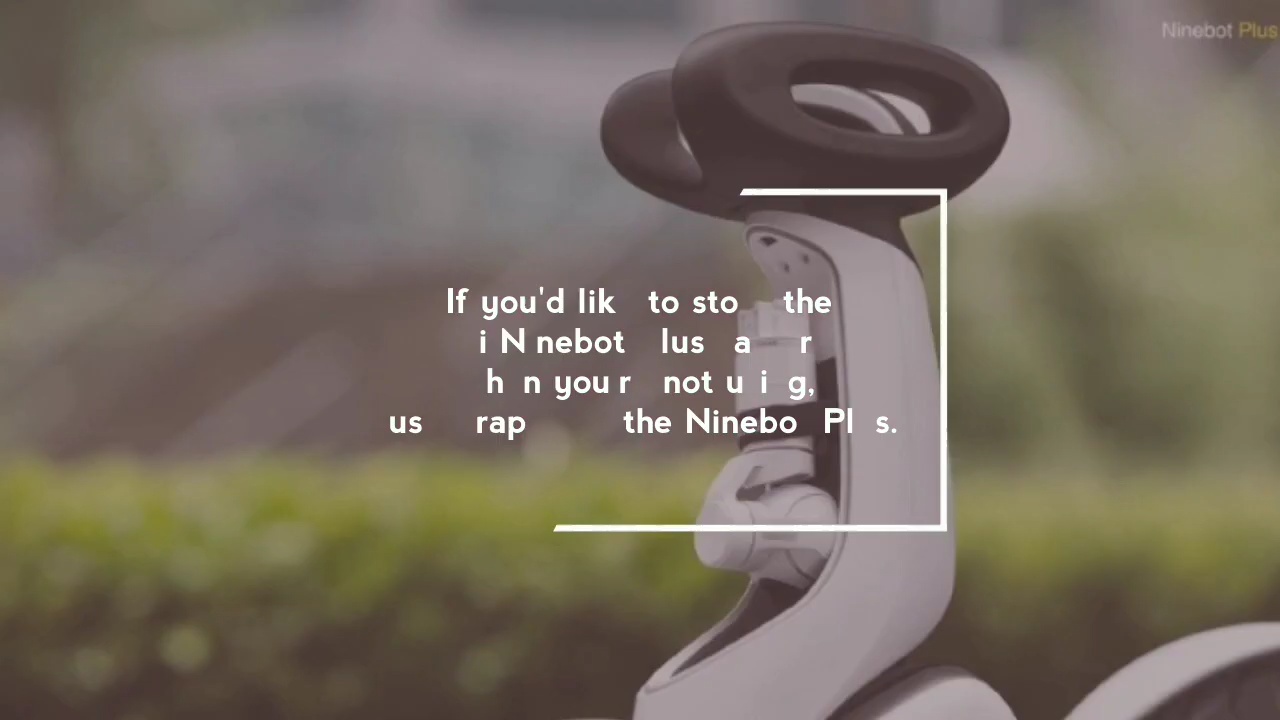 Ninebot Plus
If you'd lik to sto the
i N nebot lus a r
h n you r not u i g,
us rap the Ninebo Pl s.